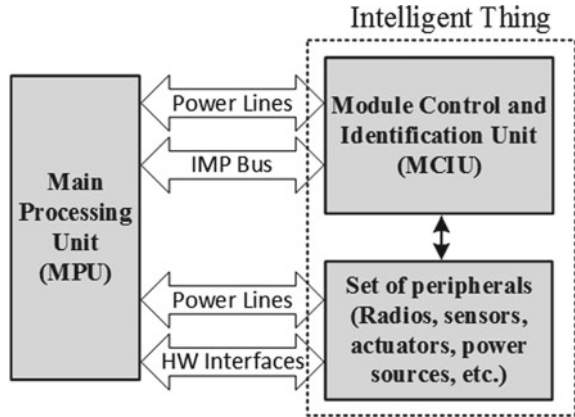 Intelligent Thing
Main
Processing
Unit
(MPU)
Power Lines
IMP Bus
Power Lines
HW Interfaces
Module Control and
Identification Unit
(MCIU)
Set of peripherals
(Radios, sensors,
actuators, power
sources, etc.)